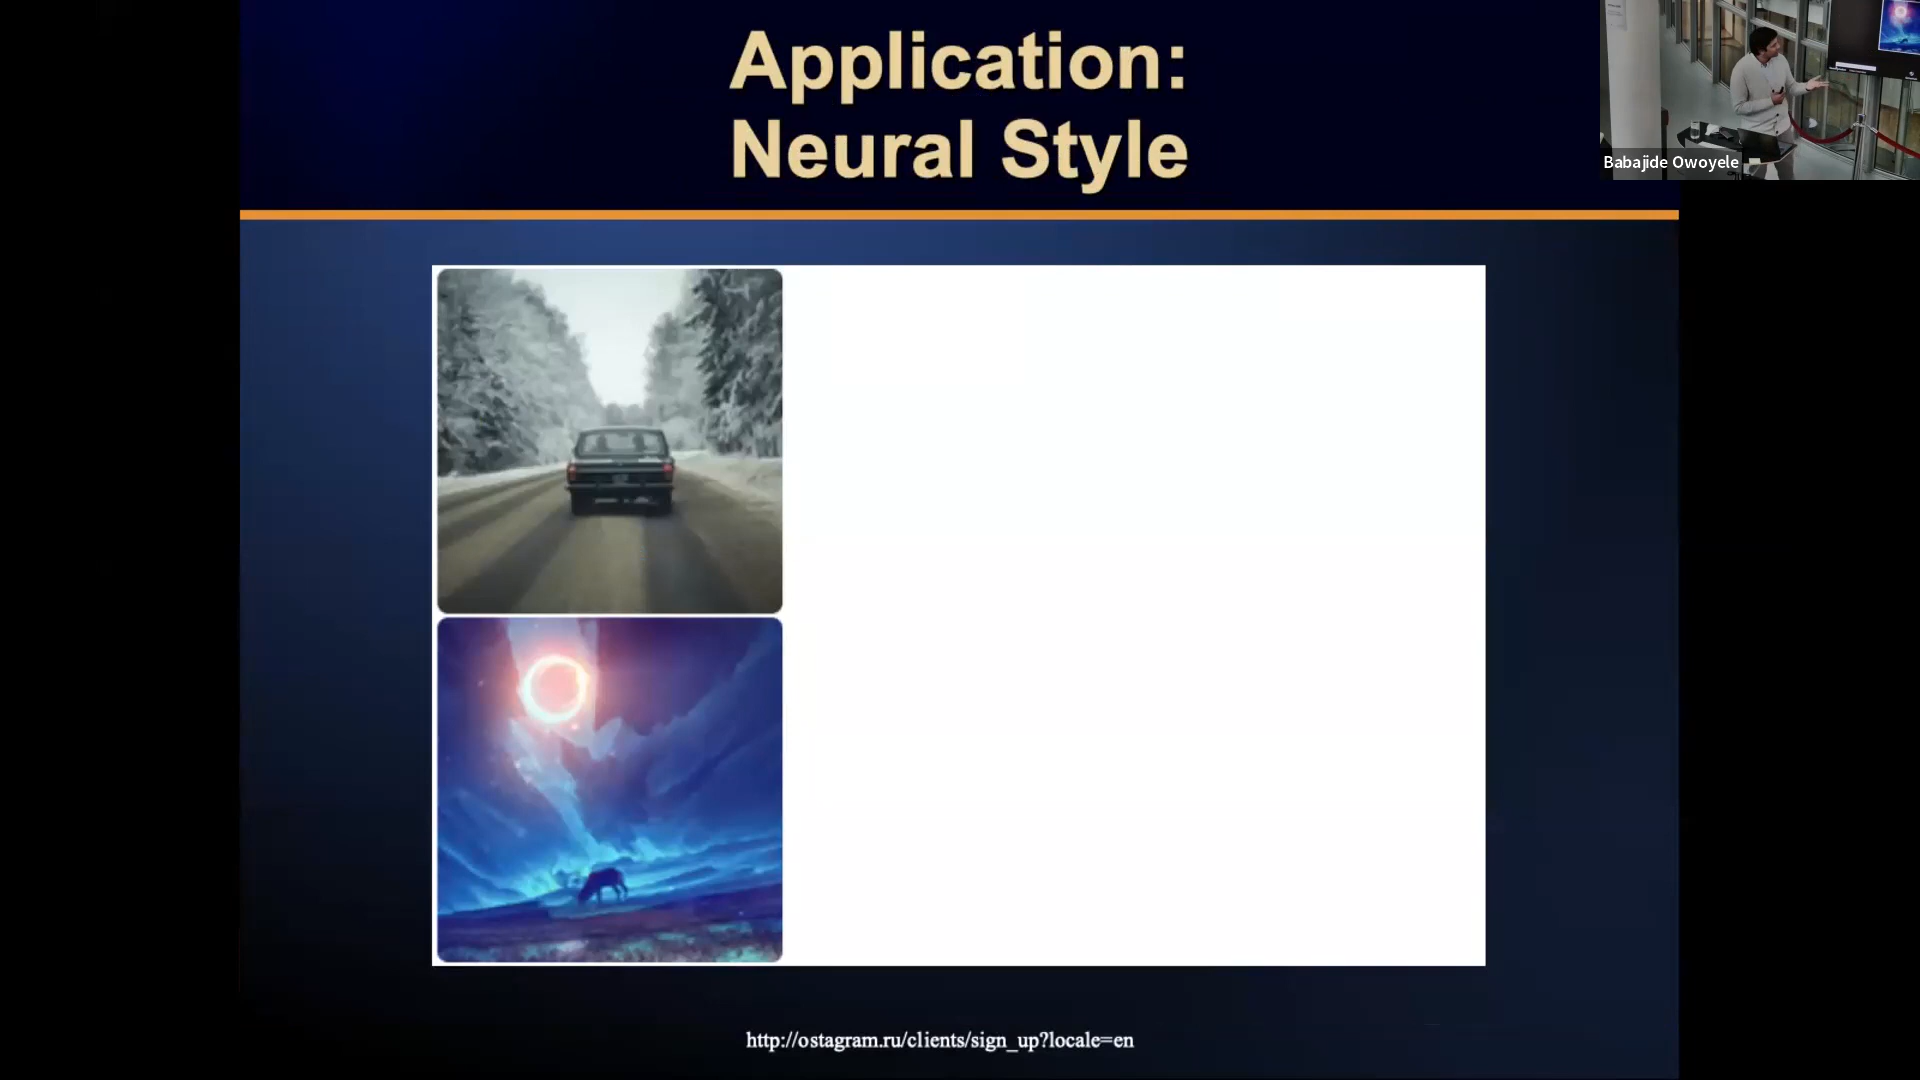 Application:
Neural Style
Babajide Owoyele
http://ostagram.ru/clients/sign_up?locale=en